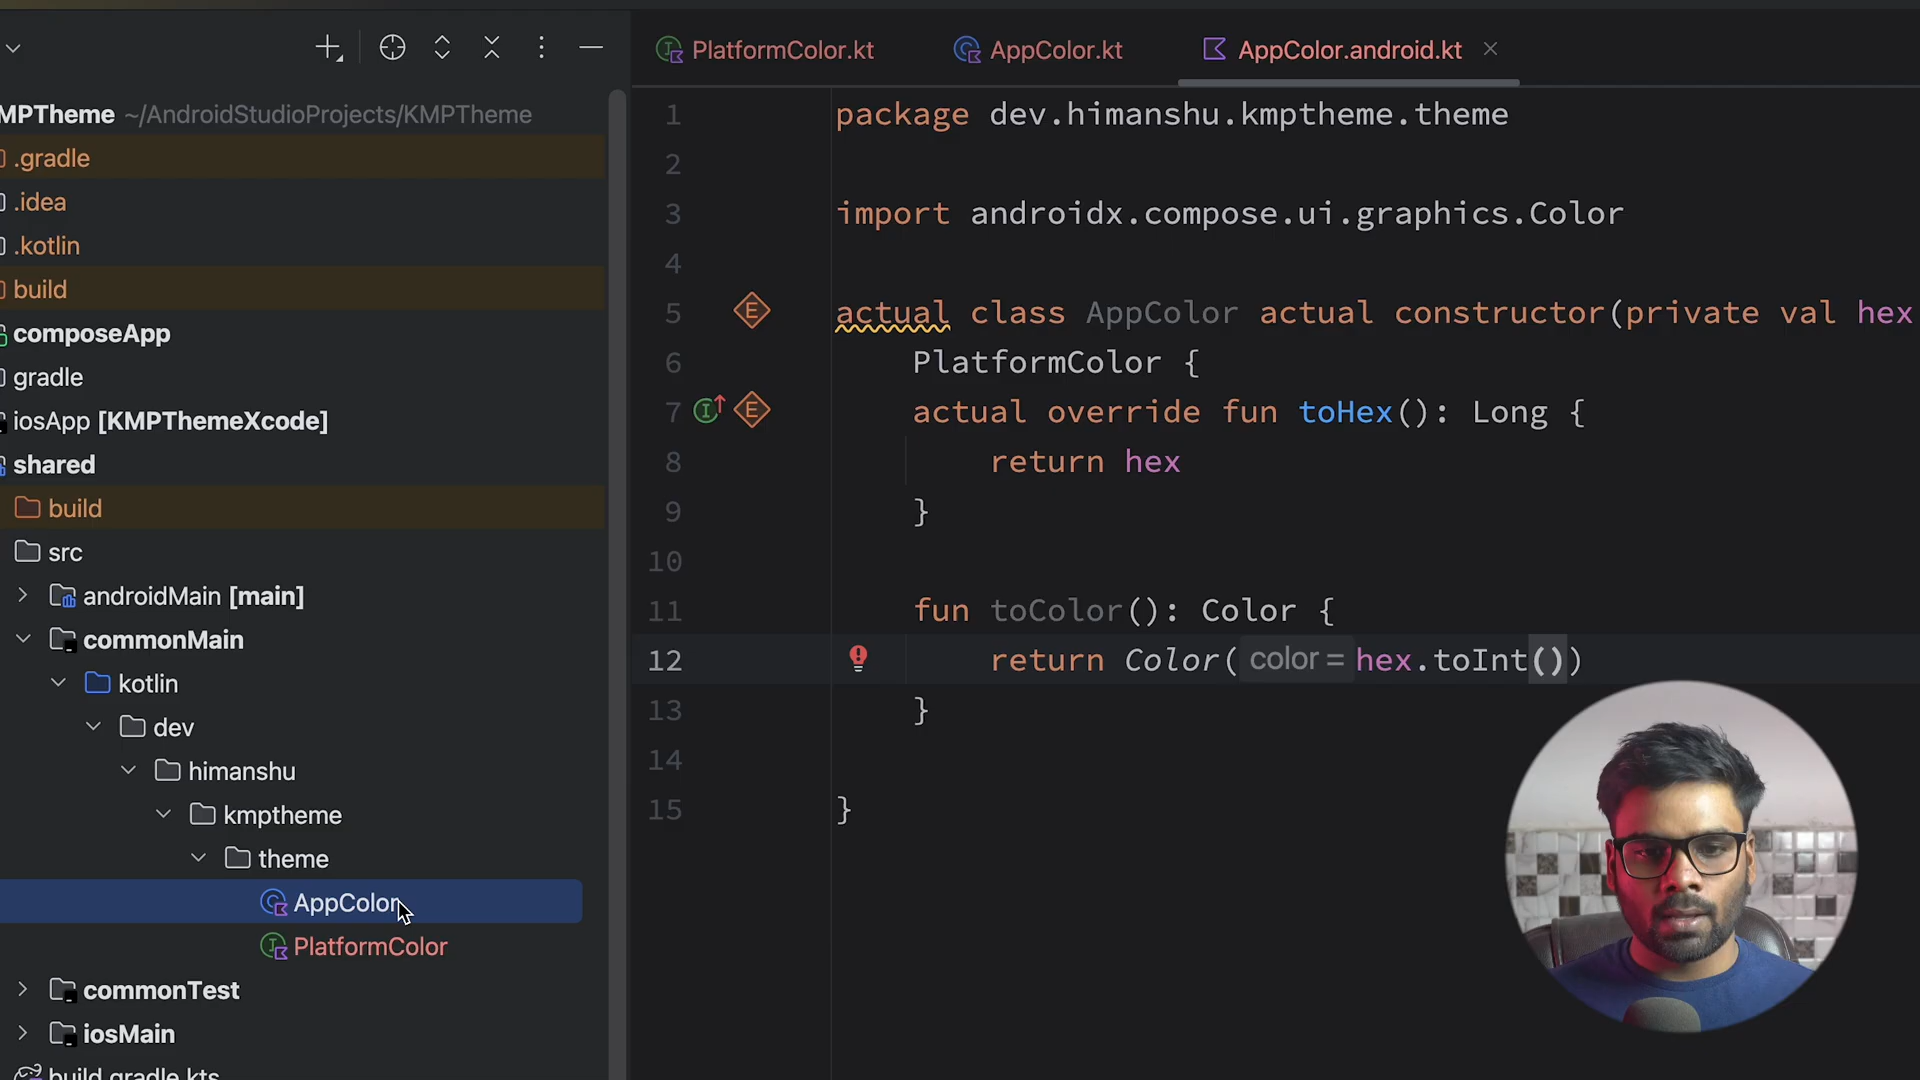 PlatformColor.kt
AppColor.kt
AppColor.android.kt
MPTheme ~/AndroidStudioProjects/KMPTheme
.gradle
.idea
.kotlin
build
composeApp
gradle
iosApp [KMPThemeXcode]
shared
build
src
androidMain [main]
commonMain
kotlin
dev
himanshu
kmptheme
theme
AppColor
PlatformColor
commonTest
iosMain
build.gradle.kts
1 package dev.himanshu.kmptheme.theme
2
3 import androidx.compose.ui.graphics.Color
4
5 actual class AppColor actual constructor(private val hex
6 PlatformColor {
7 actual override fun toHex(): Long {
8 return hex
9 }
10
11 fun toColor(): Color {
12 return Color( color = hex.toInt())
13 }
14
15 }